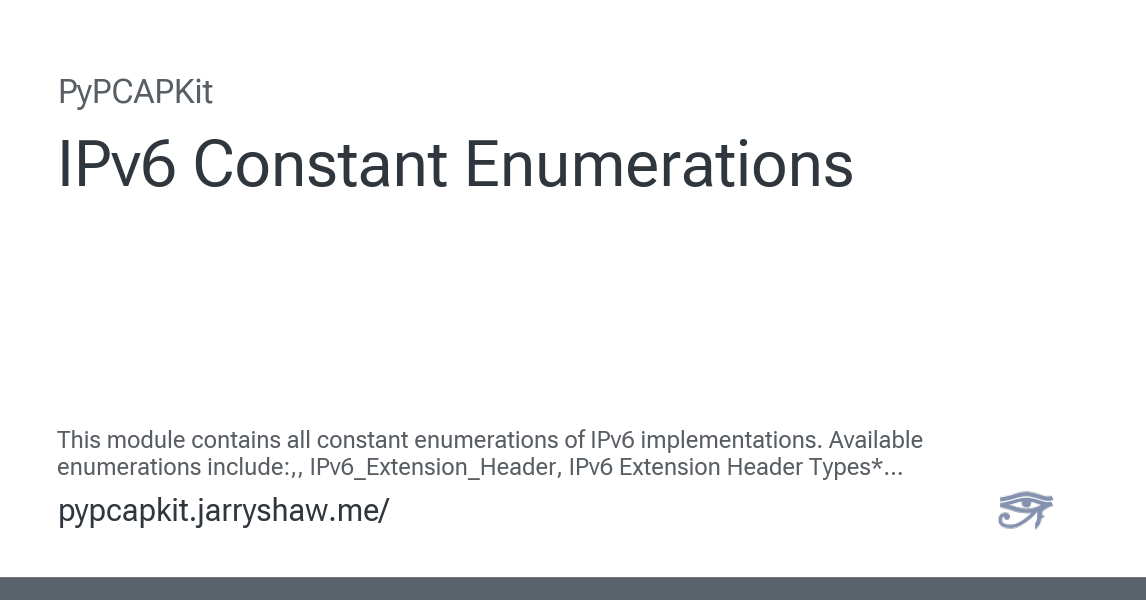 PyPCAPKit
IPv6 Constant Enumerations
This module contains all constant enumerations of IPv6 implementations. Available
enumerations include:,, IPv6_Extension_Header, IPv6 Extension Header Types*...
pypcapkit.jarryshaw.me/